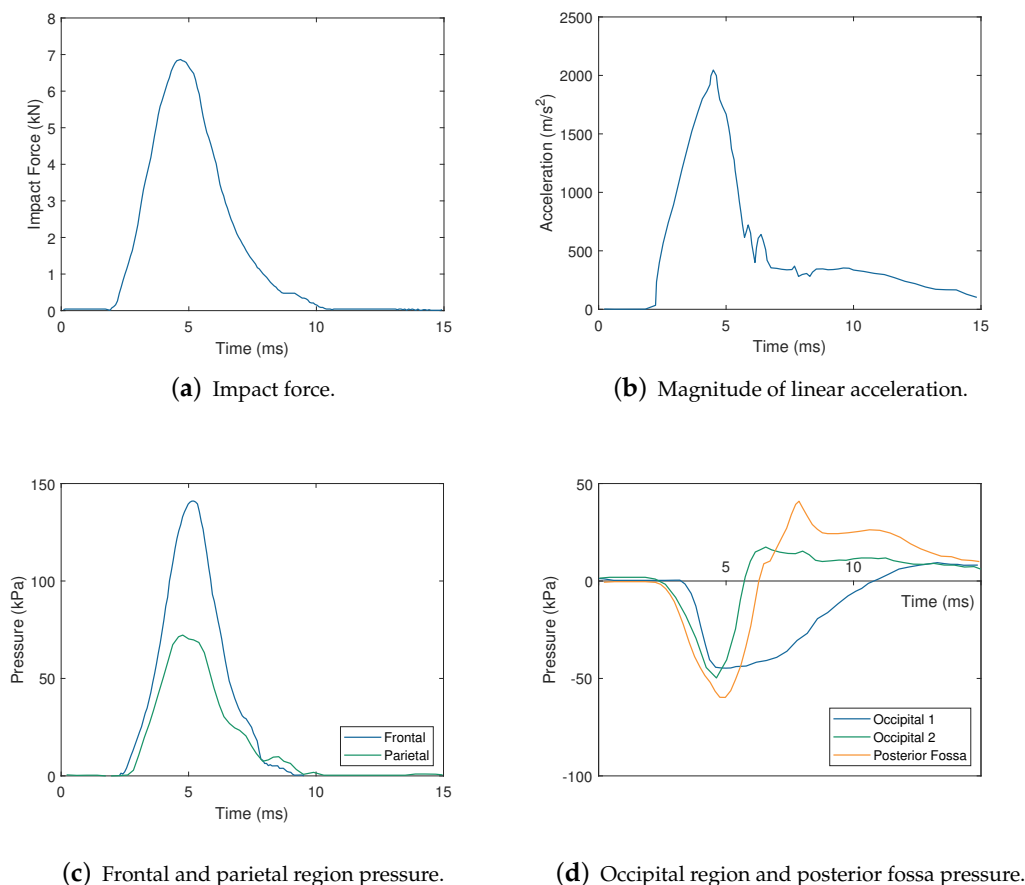 8
7
6
5
4
3
2
1
0
Impact Force (kN)
0 5 10 15
Time (ms)
(a) Impact force.
2500
2000
1500
1000
500
0
Acceleration (m/s²)
0 5 10 15
Time (ms)
(b) Magnitude of linear acceleration.
150
100
50
0
Pressure (kPa)
Frontal
Parietal
0 5 10 15
Time (ms)
(c) Frontal and parietal region pressure.
50
0
-50
-100
Pressure (kPa)
5 10
Time (ms)
Occipital 1
Occipital 2
Posterior Fossa
(d) Occipital region and posterior fossa pressure.